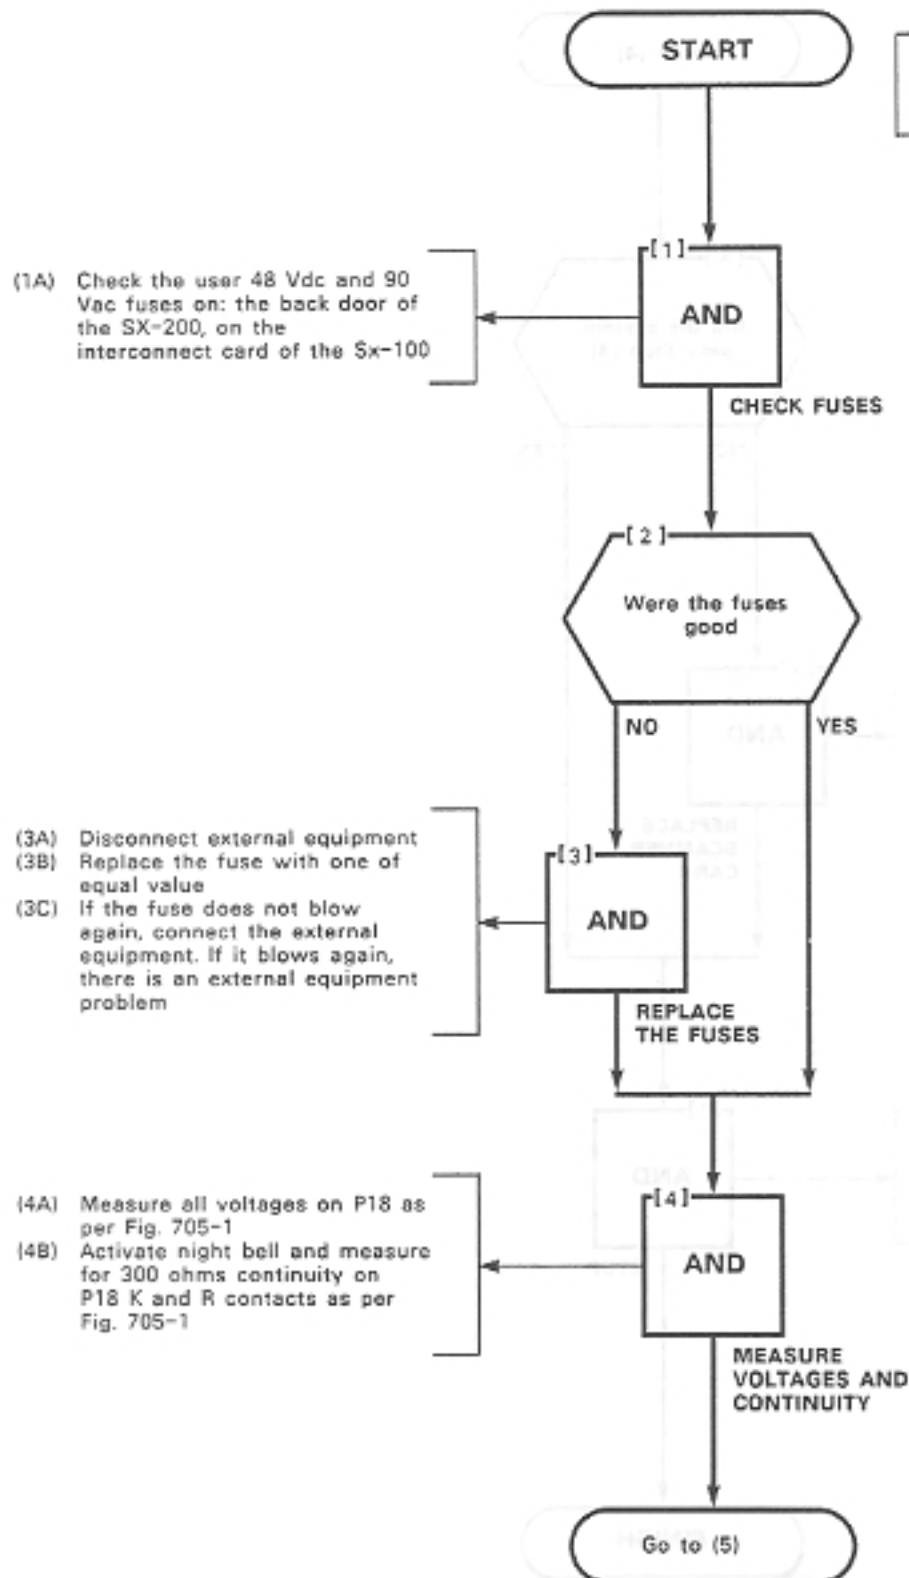 START
[1]
(1A) Check the user 48 Vdc and 90
Vac fuses on: the back door of
the SX-200, on the
interconnect card of the Sx-100
AND
CHECK FUSES
[2]
Were the fuses
good
NO
YES
(3A) Disconnect external equipment
(3B) Replace the fuse with one of
equal value
(3C) If the fuse does not blow
again, connect the external
equipment. If it blows again,
there is an external equipment
problem
[3]
AND
REPLACE
THE FUSES
(4A) Measure all voltages on P18 as
per Fig. 705-1
(4B) Activate night bell and measure
for 300 ohms continuity on
P18 K and R contacts as per
Fig. 705-1
[4]
AND
MEASURE
VOLTAGES AND
CONTINUITY
Go to (5)